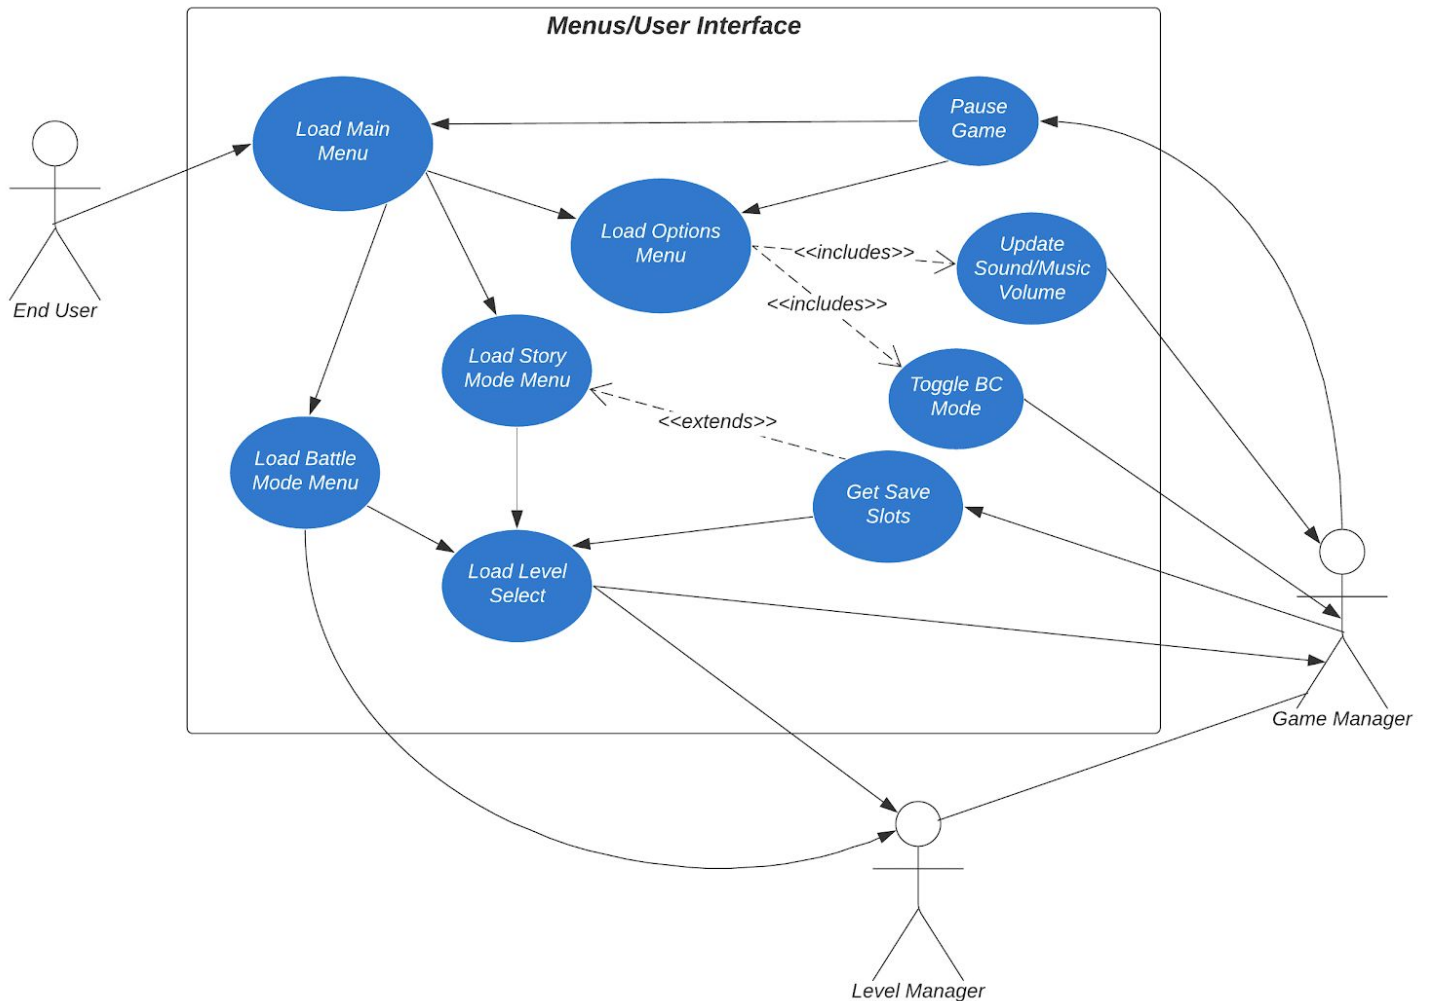 Menus/User Interface
Load Main
Menu
Pause
Game
Load Options
Menu
<<includes>>
Update
Sound/Music
Volume
<<includes>>
End User
Load Story
Mode Menu
Toggle BC
Mode
<<extends>>
Load Battle
Mode Menu
Get Save
Slots
Load Level
Select
Game Manager
Level Manager